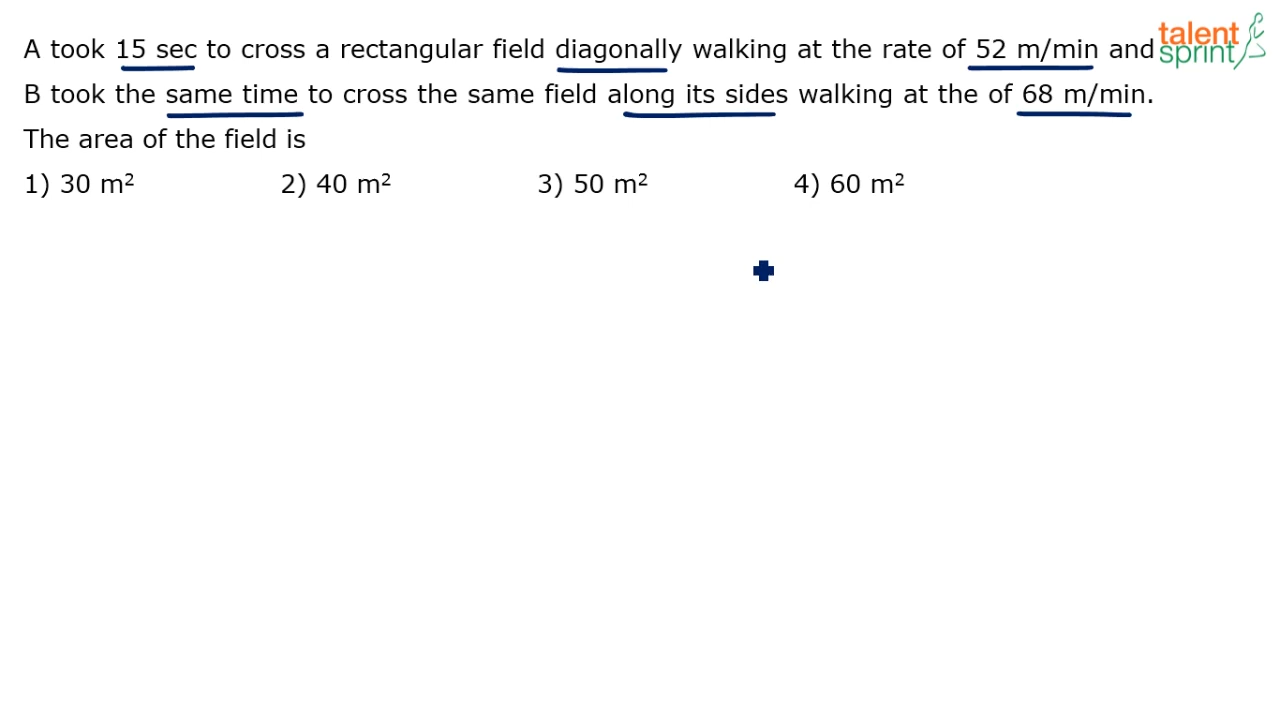 A took 15 sec to cross a rectangular field diagonally walking at the rate of 52 m/min and
talent
sprint
B took the same time to cross the same field along its sides walking at the of 68 m/min.
The area of the field is
1) 30 m² 2) 40 m² 3) 50 m² 4) 60 m²